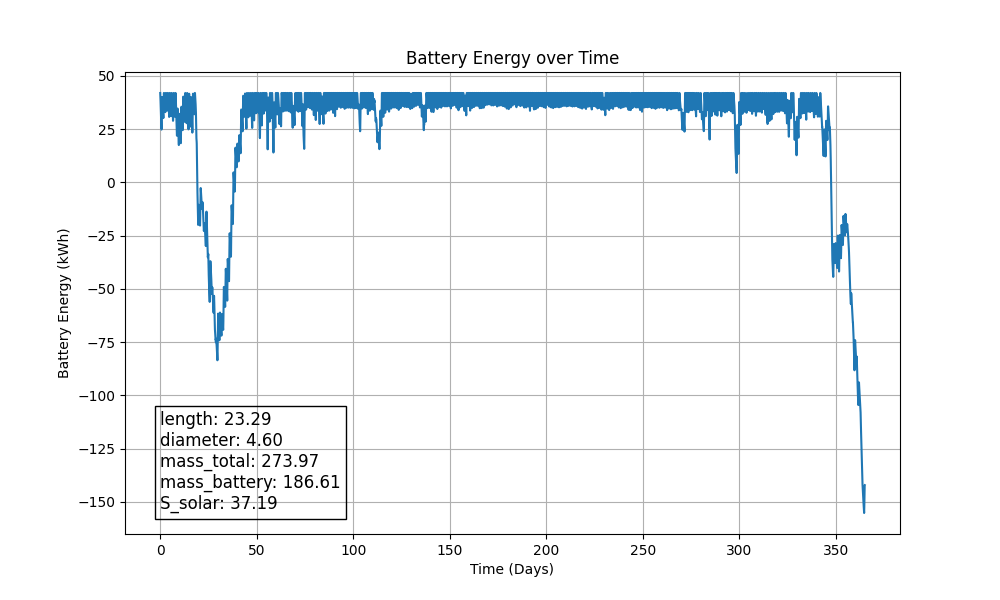 Battery Energy over Time
50
25
0
−25
−50
−75
−100
−125
−150
Battery Energy (kWh)
length: 23.29
diameter: 4.60
mass_total: 273.97
mass_battery: 186.61
S_solar: 37.19
0 50 100 150 200 250 300 350
Time (Days)